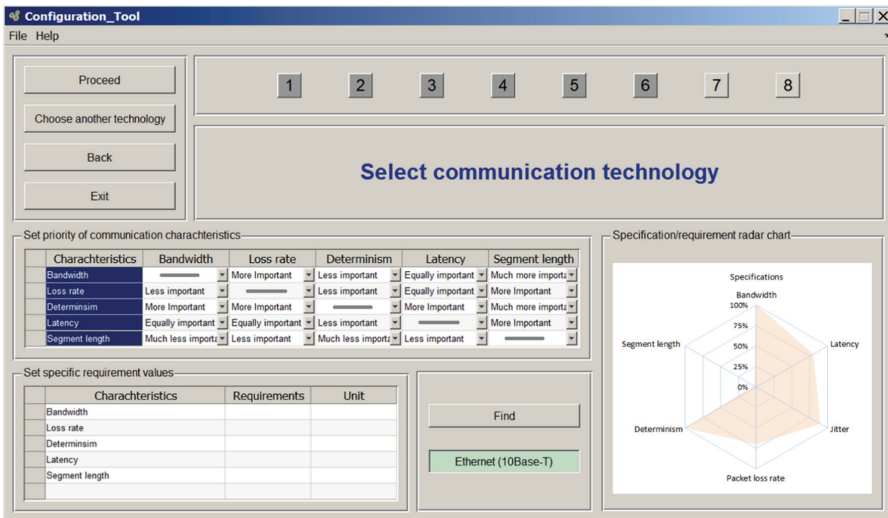 Configuration_Tool
File Help
Proceed
Choose another technology
Back
Exit
1 2 3 4 5 6 7 8
Select communication technology
Set priority of communication charachteristics
Charachteristics Bandwidth Loss rate Determinism Latency Segment length
Bandwidth More Important Less important Equally important Much more importa
Loss rate Less important Less important Equally important More Important
Determinsim More Important More Important More Important Much more importa
Latency Equally important Equally important Less important More Important
Segment length Much less importa Less important Much less importa Less important
Set specific requirement values
Charachteristics Requirements Unit
Bandwidth
Loss rate
Determinsim
Latency
Segment length
Find
Ethernet (10Base-T)
Specification/requirement radar chart
Specifications
Bandwidth
100%
75%
Segment length 50% Latency
25%
0%
Determinism Jitter
Packet loss rate